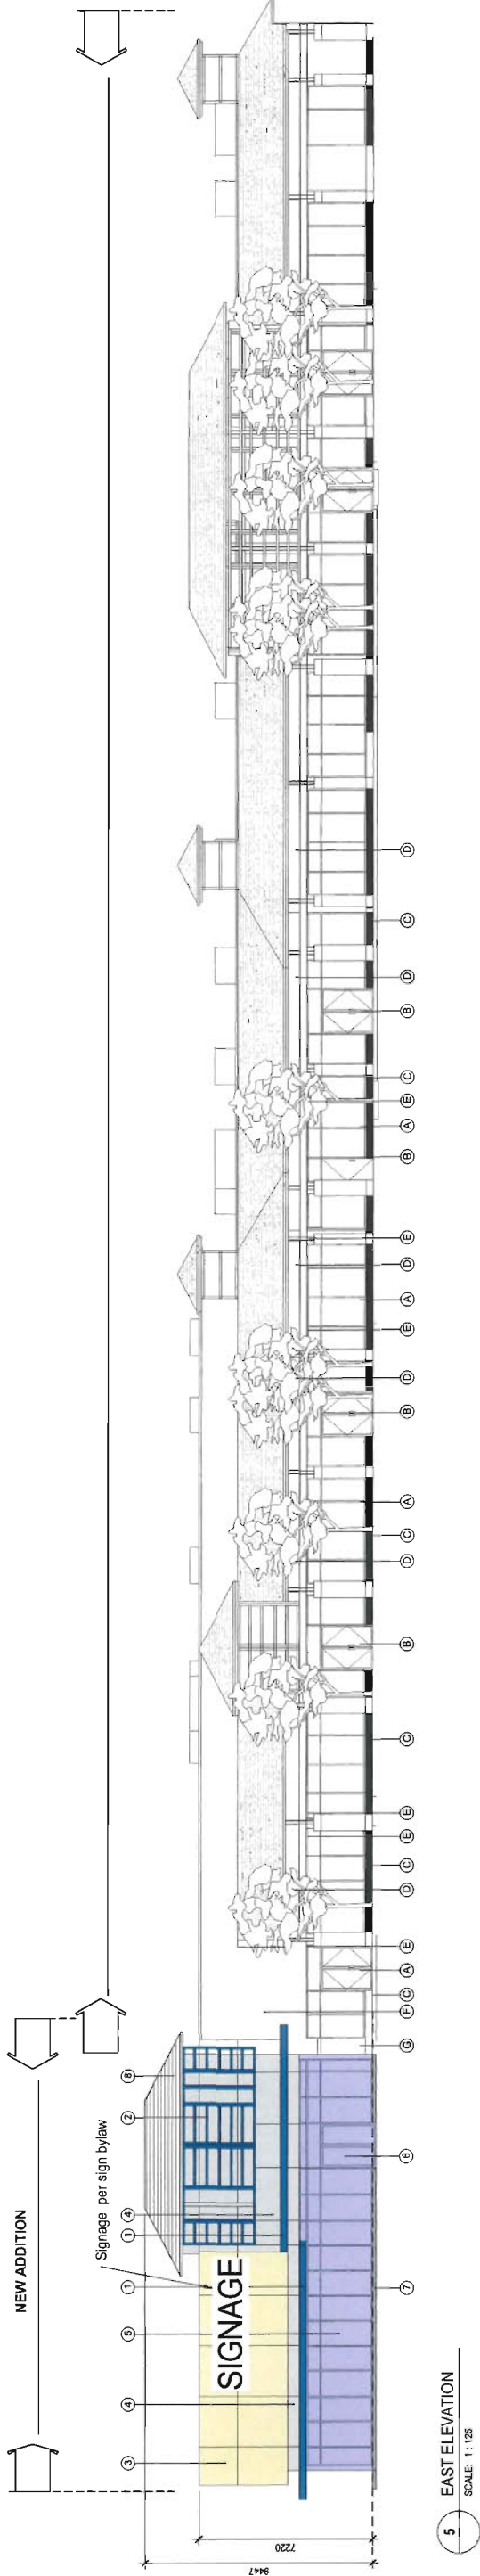 NEW ADDITION
Signage per sign bylaw
3 4 5 1 1 4 2 8
SIGNAGE
9447
7220
7 6 G F C A E D C E E C B D C A B D E A D E B A E C B D C D
5 EAST ELEVATION
SCALE: 1 : 125